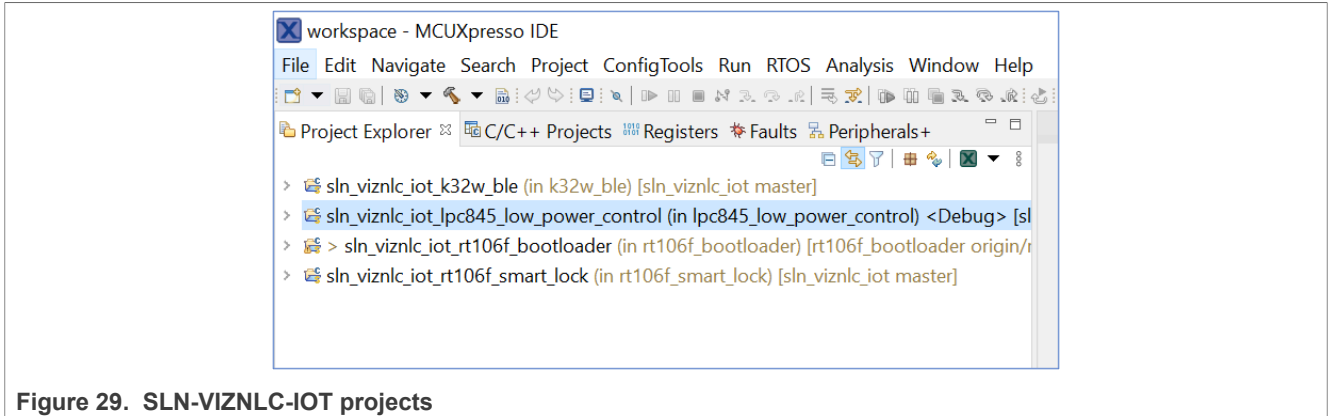 workspace - MCUXpresso IDE
File Edit Navigate Search Project ConfigTools Run RTOS Analysis Window Help
Project Explorer C/C++ Projects Registers Faults Peripherals+
> sln_viznlc_iot_k32w_ble (in k32w_ble) [sln_viznlc_iot master]
> sln_viznlc_iot_lpc845_low_power_control (in lpc845_low_power_control) <Debug> [sl
> > sln_viznlc_iot_rt106f_bootloader (in rt106f_bootloader) [rt106f_bootloader origin/r
> sln_viznlc_iot_rt106f_smart_lock (in rt106f_smart_lock) [sln_viznlc_iot master]
Figure 29. SLN-VIZNLC-IOT projects